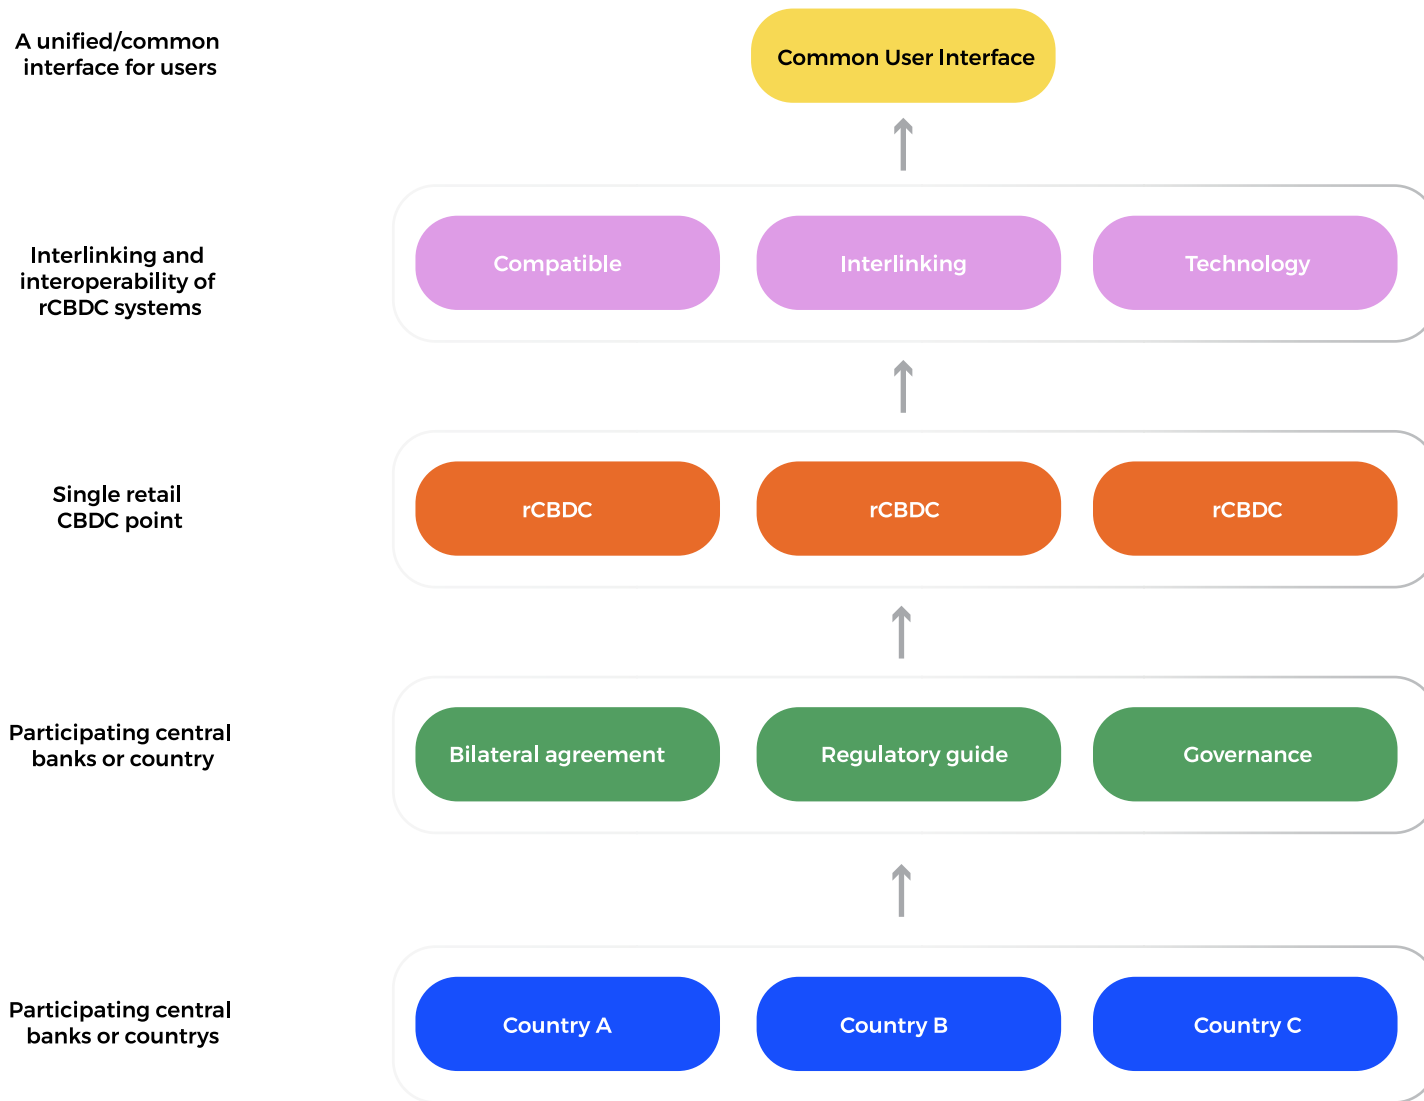 A unified/common
interface for users
Common User Interface
Interlinking and
interoperability of
rCBDC systems
Compatible
Interlinking
Technology
Single retail
CBDC point
rCBDC
rCBDC
rCBDC
Participating central
banks or country
Bilateral agreement
Regulatory guide
Governance
Participating central
banks or countrys
Country A
Country B
Country C